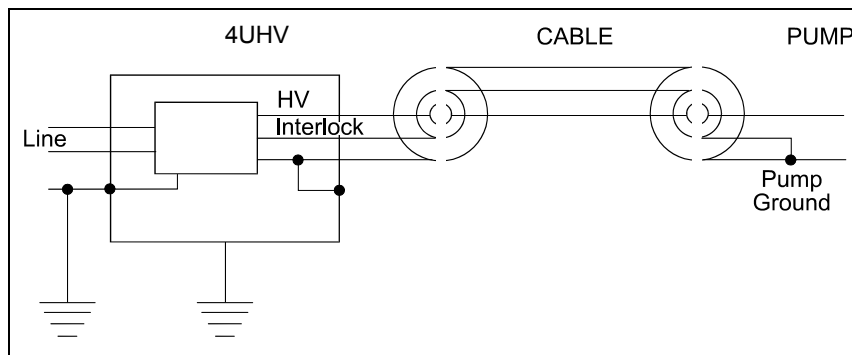 4UHV
CABLE
PUMP
HV
Interlock
Line
Pump
Ground